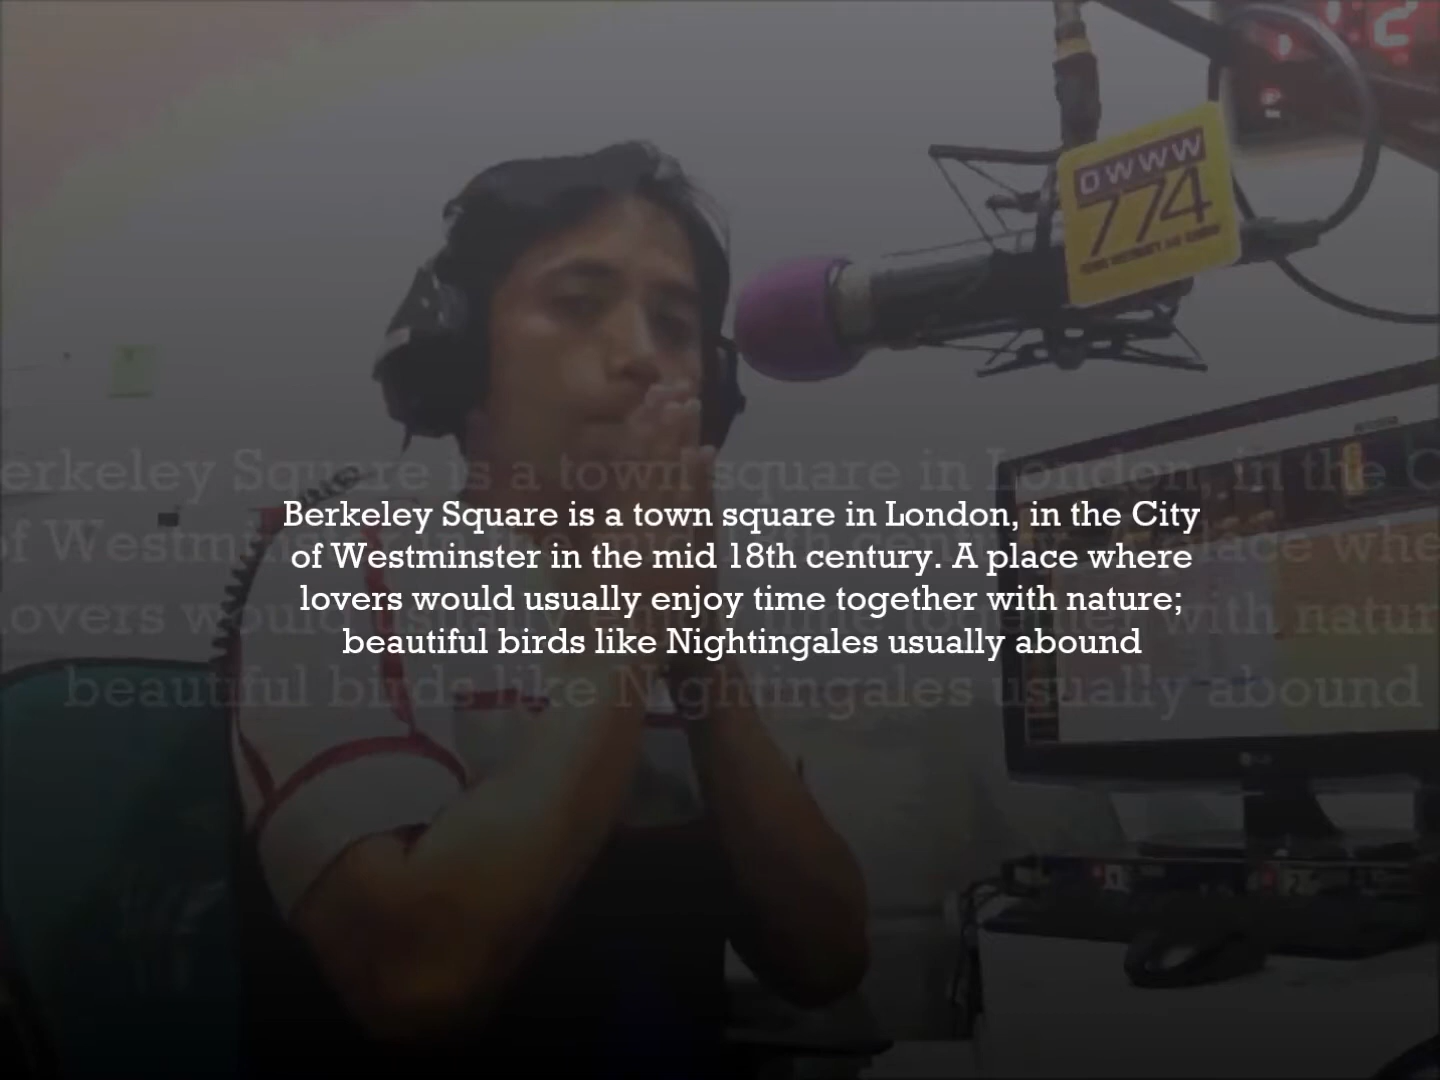 DWWW
774
Berkeley Square is a town square in London, in the City
of Westminster in the mid 18th century. A place where
lovers would usually enjoy time together with nature;
beautiful birds like Nightingales usually abound